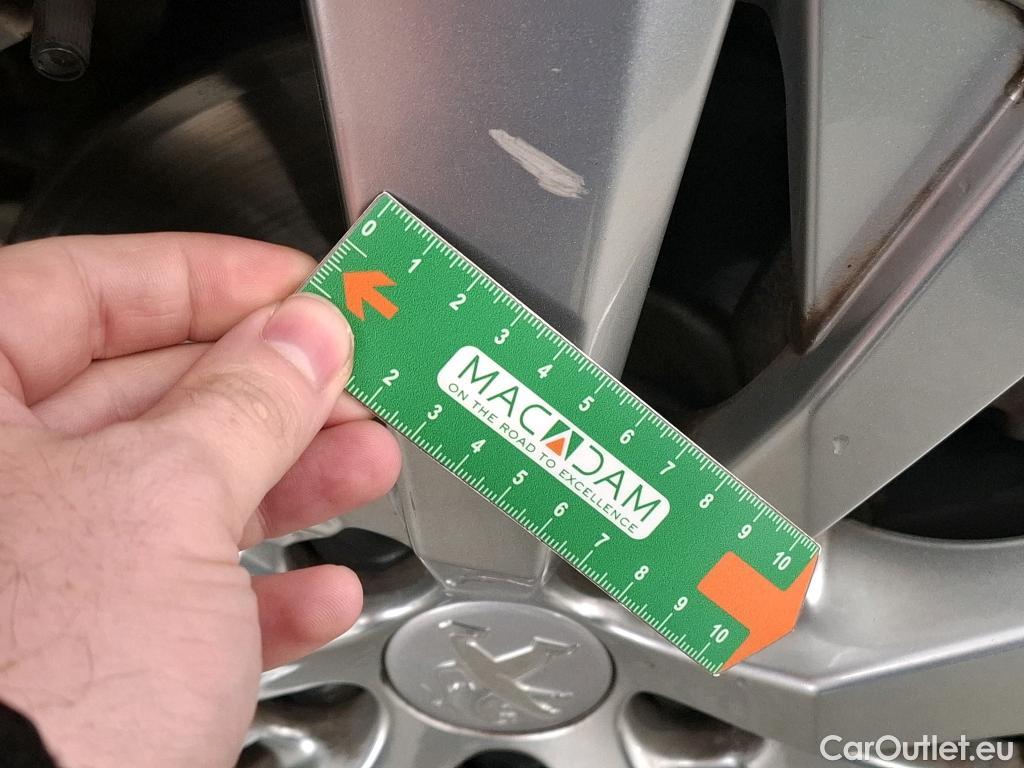 0 1 2 3 4 5 6 7 8 9 10
MACADAM
ON THE ROAD TO EXCELLENCE
2 3 4 5 6 7 8 9 10
CarOutlet.eu